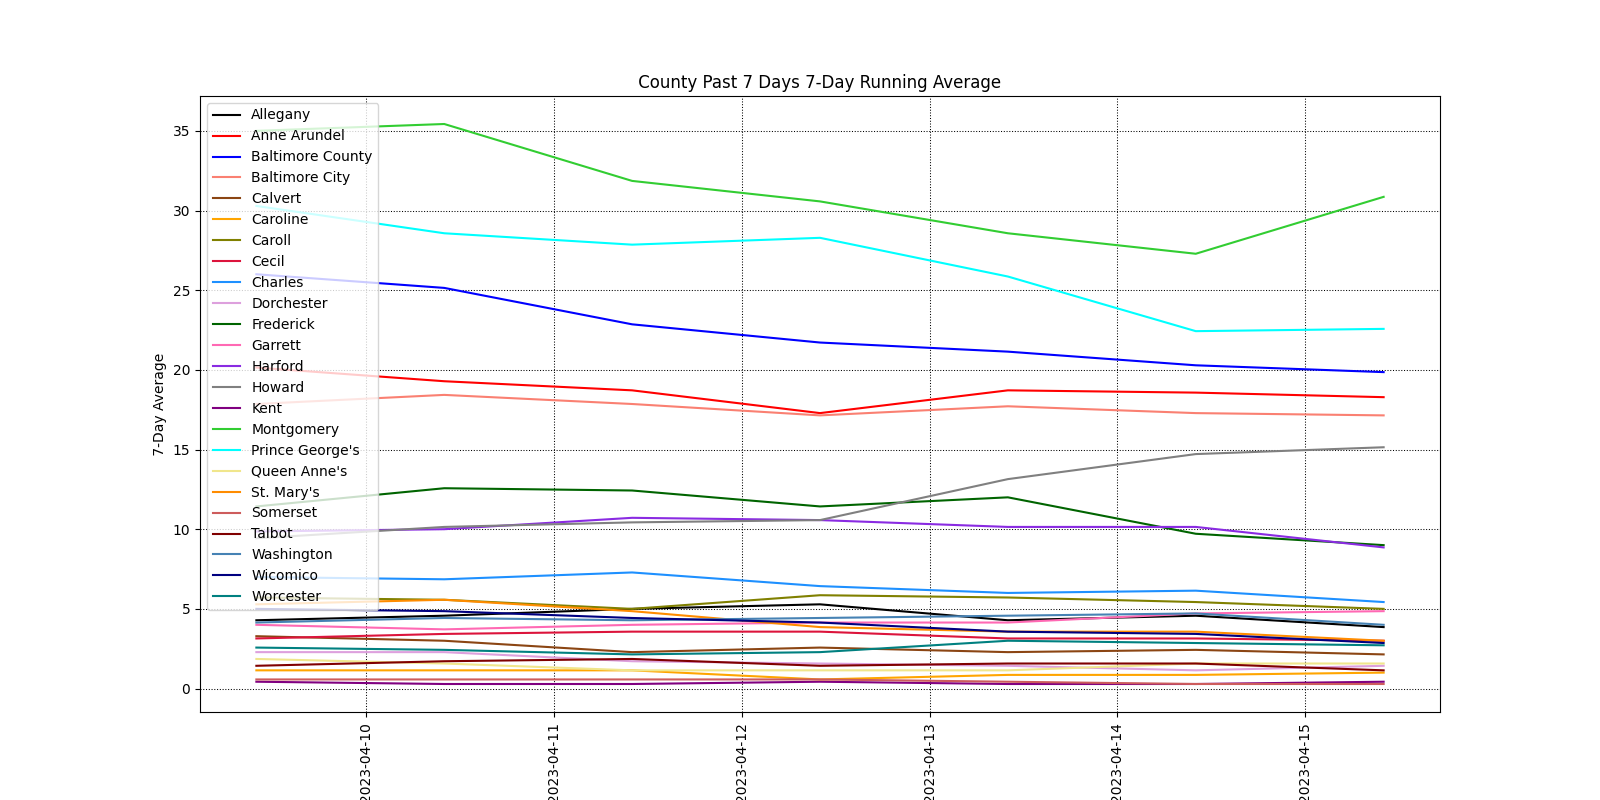 County Past 7 Days 7-Day Running Average
7-Day Average
35
30
25
20
15
10
5
0
Allegany
Anne Arundel
Baltimore County
Baltimore City
Calvert
Caroline
Caroll
Cecil
Charles
Dorchester
Frederick
Garrett
Harford
Howard
Kent
Montgomery
Prince George's
Queen Anne's
St. Mary's
Somerset
Talbot
Washington
Wicomico
Worcester
2023-04-10
2023-04-11
2023-04-12
2023-04-13
2023-04-14
2023-04-15